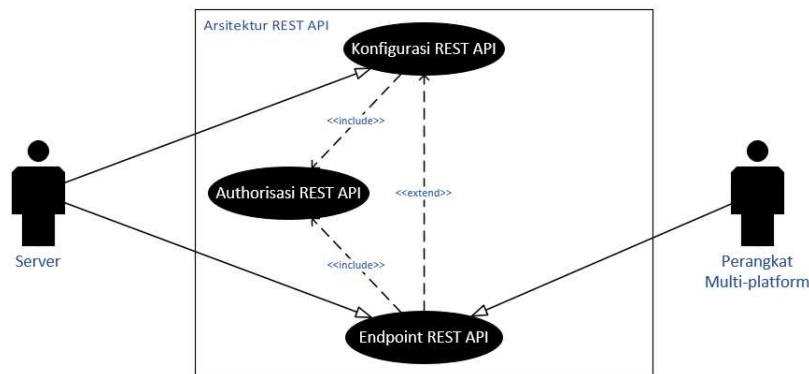 Arsitektur REST API
Konfigurasi REST API
<<include>>
Authorisasi REST API
<<extend>>
<<include>>
Endpoint REST API
Server
Perangkat
Multi-platform